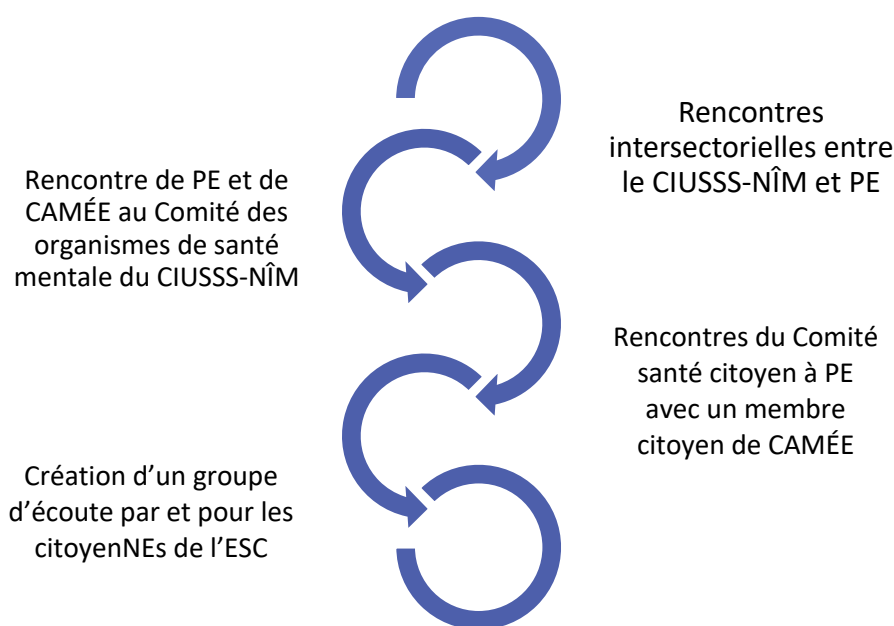 Rencontres
intersectorielles entre
le CIUSSS-NÎM et PE
Rencontre de PE et de
CAMÉE au Comité des
organismes de santé
mentale du CIUSSS-NÎM
Rencontres du Comité
santé citoyen à PE
avec un membre
citoyen de CAMÉE
Création d’un groupe
d’écoute par et pour les
citoyenNEs de l’ESC